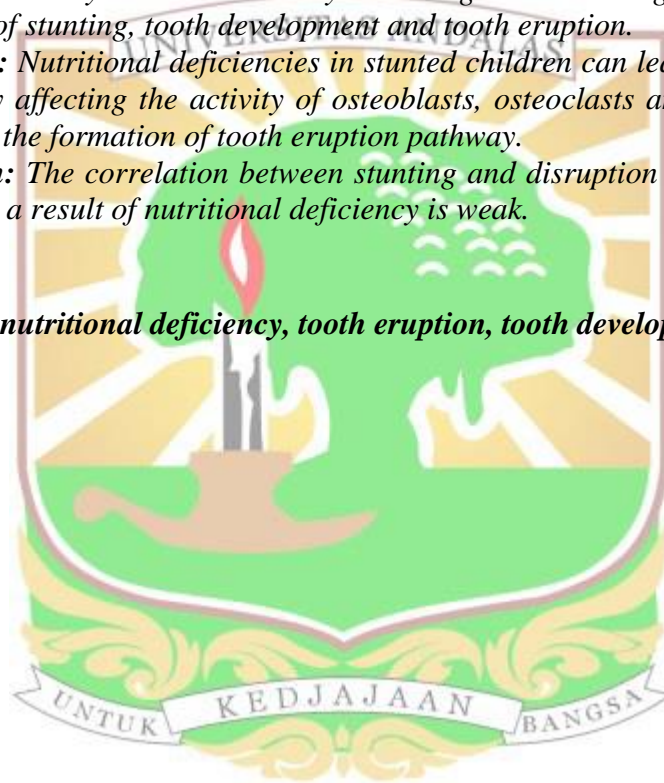 of stunting, tooth development and tooth eruption.
UNIVERSITAS ANDALAS
: Nutritional deficiencies in stunted children can
affecting the activity of osteoblasts, osteoclasts
the formation of tooth eruption pathway.
: The correlation between stunting and disruption
a result of nutritional deficiency is weak.
nutritional deficiency, tooth eruption, tooth
UNTUK KEDJAJAAN BANGSA